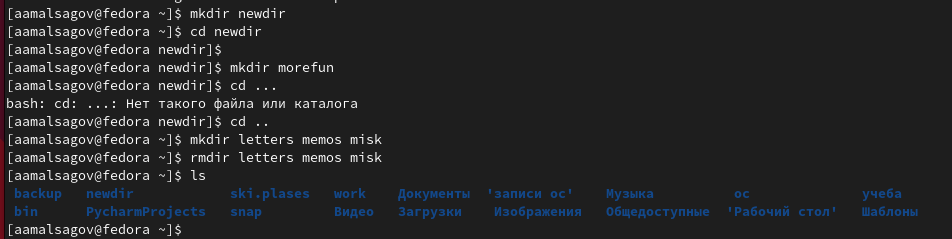 [aamalsagov@fedora ~]$ mkdir newdir
[aamalsagov@fedora ~]$ cd newdir
[aamalsagov@fedora newdir]$
[aamalsagov@fedora newdir]$ mkdir morefun
[aamalsagov@fedora newdir]$ cd ...
bash: cd: ...: Нет такого файла или каталога
[aamalsagov@fedora newdir]$ cd ..
[aamalsagov@fedora ~]$ mkdir letters memos misk
[aamalsagov@fedora ~]$ rmdir letters memos misk
[aamalsagov@fedora ~]$ ls
backup newdir ski.plases work Документы 'записи ос' Музыка ос учеба
bin PycharmProjects snap Видео Загрузки Изображения Общедоступные 'Рабочий стол' Шаблоны
[aamalsagov@fedora ~]$